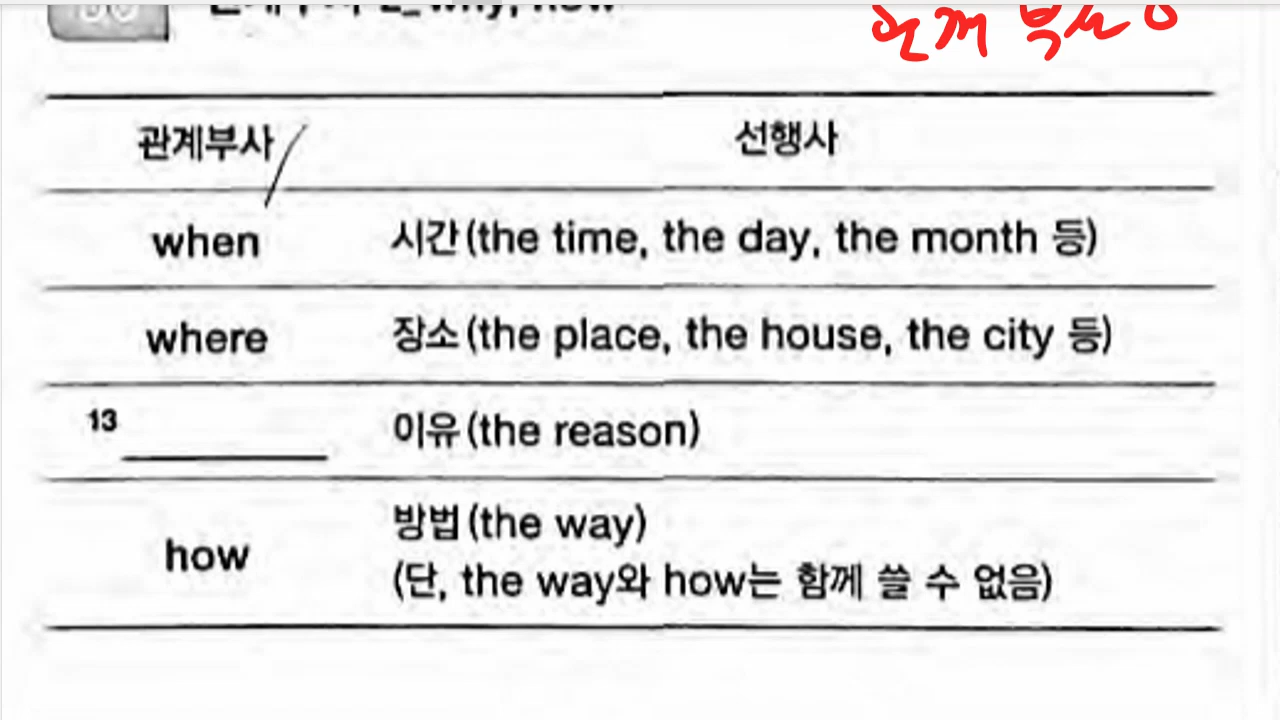 why, how
관계부사 선행사
when 시간(the time, the day, the month 등)
where 장소(the place, the house, the city 등)
13 이유(the reason)
how 방법(the way)
(단, the way와 how는 함께 쓸 수 없음)